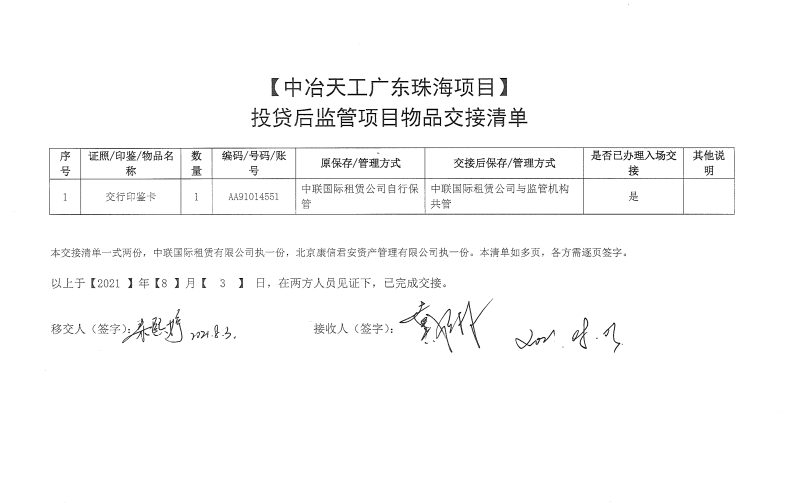 【中冶天工广东珠海项目】
投贷后监管项目物品交接清单
序号 证照/印鉴/物品名称 数量 编码/号码/账号 原保存/管理方式 交接后保存/管理方式 是否已办理入场交接 其他说明
1 交行印鉴卡 1 AA91014551 中联国际租赁公司自行保管 中联国际租赁公司与监管机构共管 是
本交接清单一式两份，中联国际租赁有限公司执一份，北京康信君安资产管理有限公司执一份。本清单如多页，各方需逐页签字。
以上于【2021 】年【8 】月【 3 】 日，在两方人员见证下，已完成交接。
移交人（签字）： 2021.8.3. 接收人（签字）：